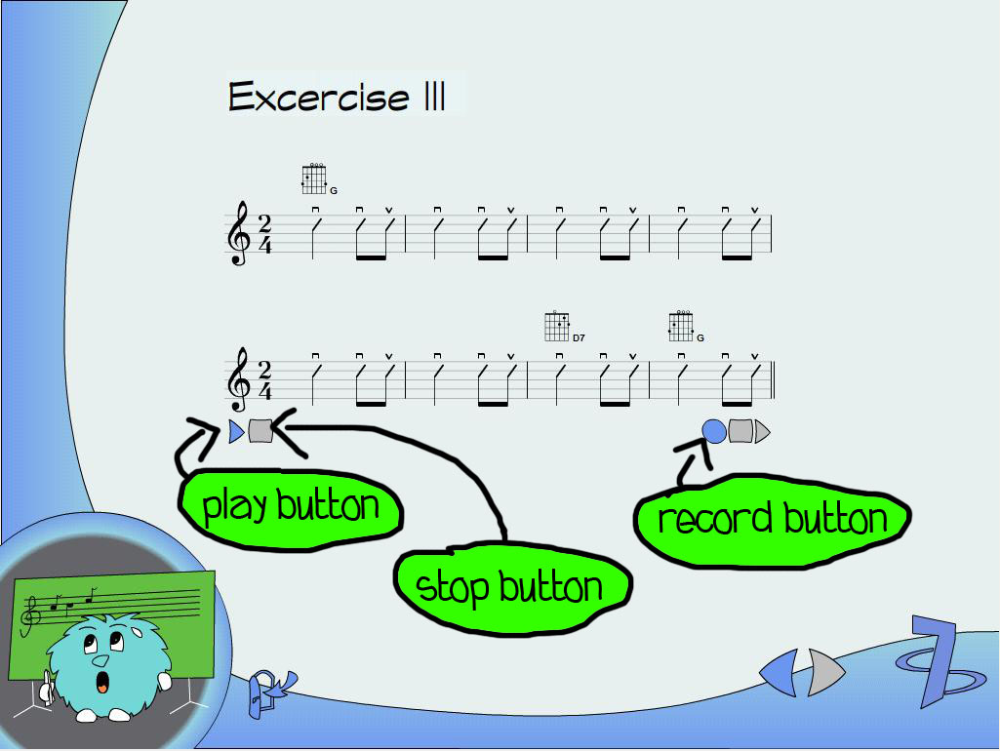 Excercise III
G
2
4
D7
G
2
4
play button
record button
stop button
7